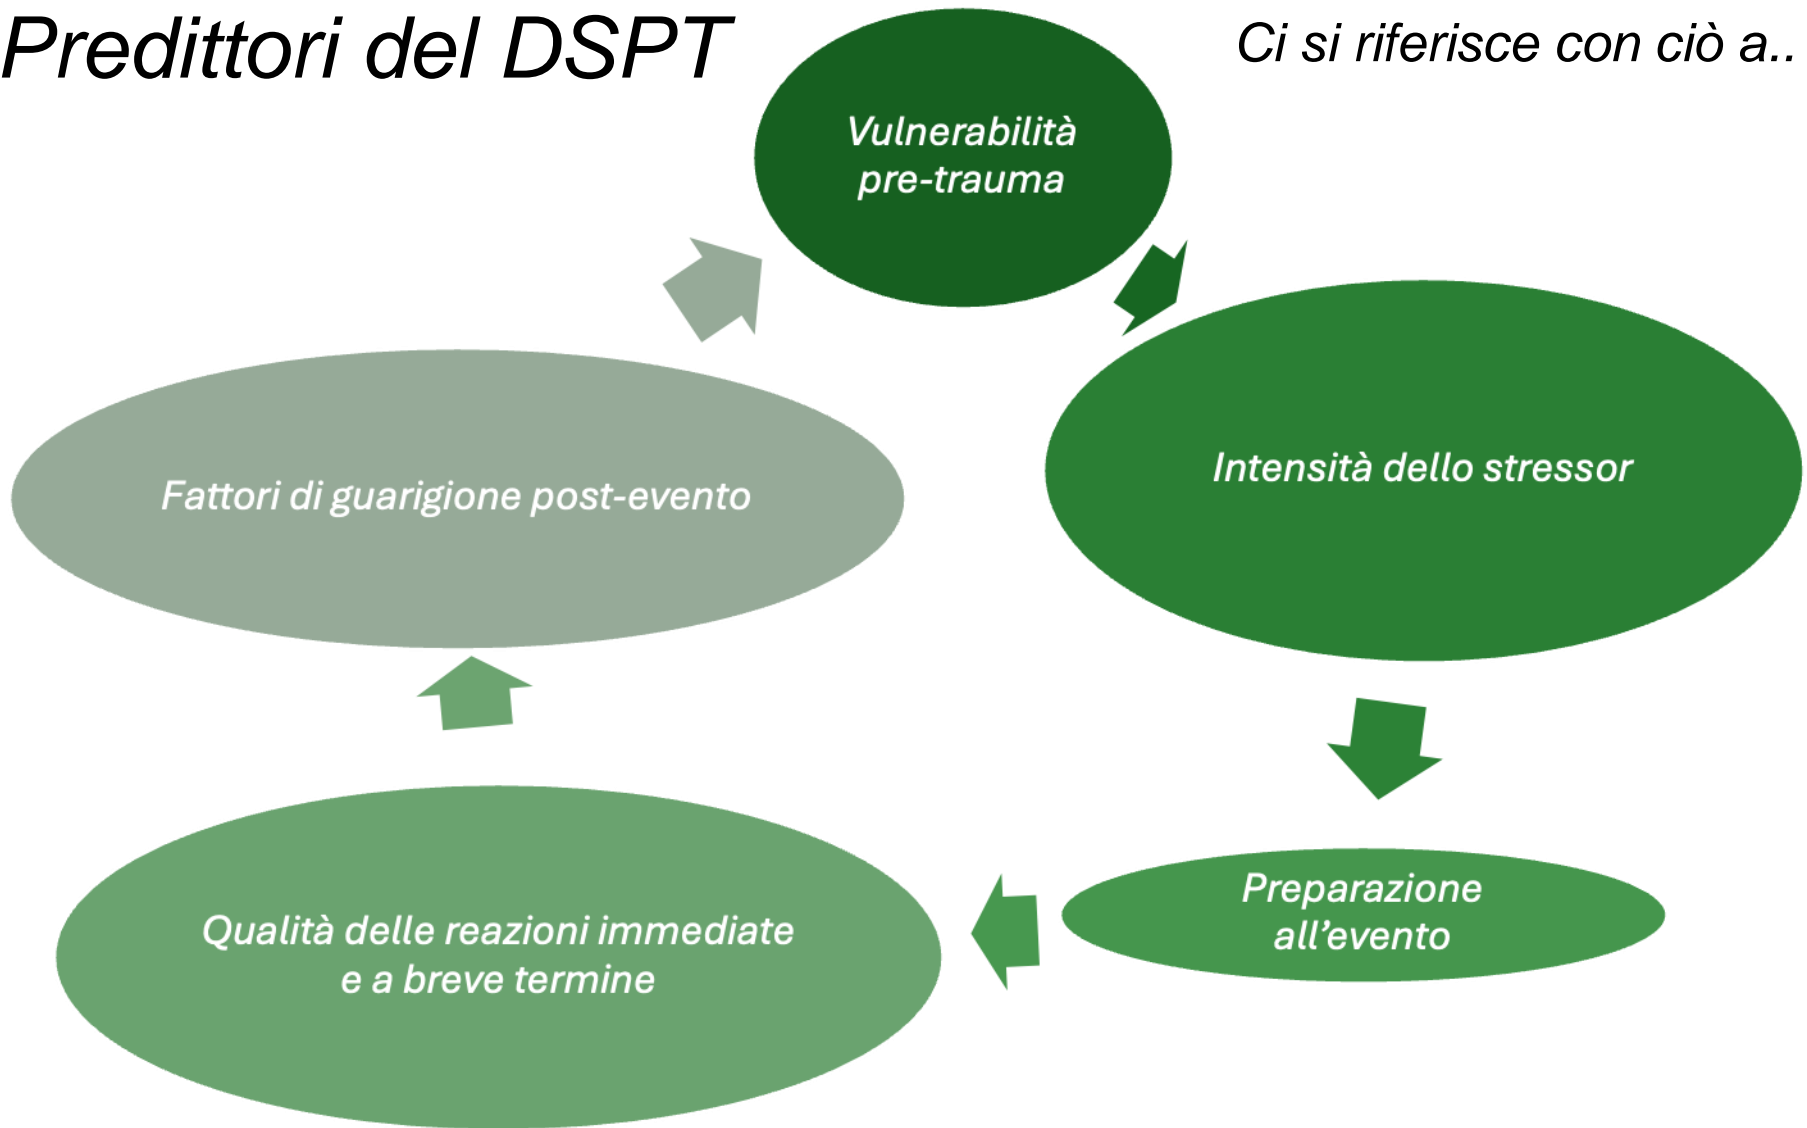 Predittori del DSPT
Ci si riferisce con ciò a..
Vulnerabilità
pre-trauma
Intensità dello stressor
Preparazione
all’evento
Qualità delle reazioni immediate
e a breve termine
Fattori di guarigione post-evento